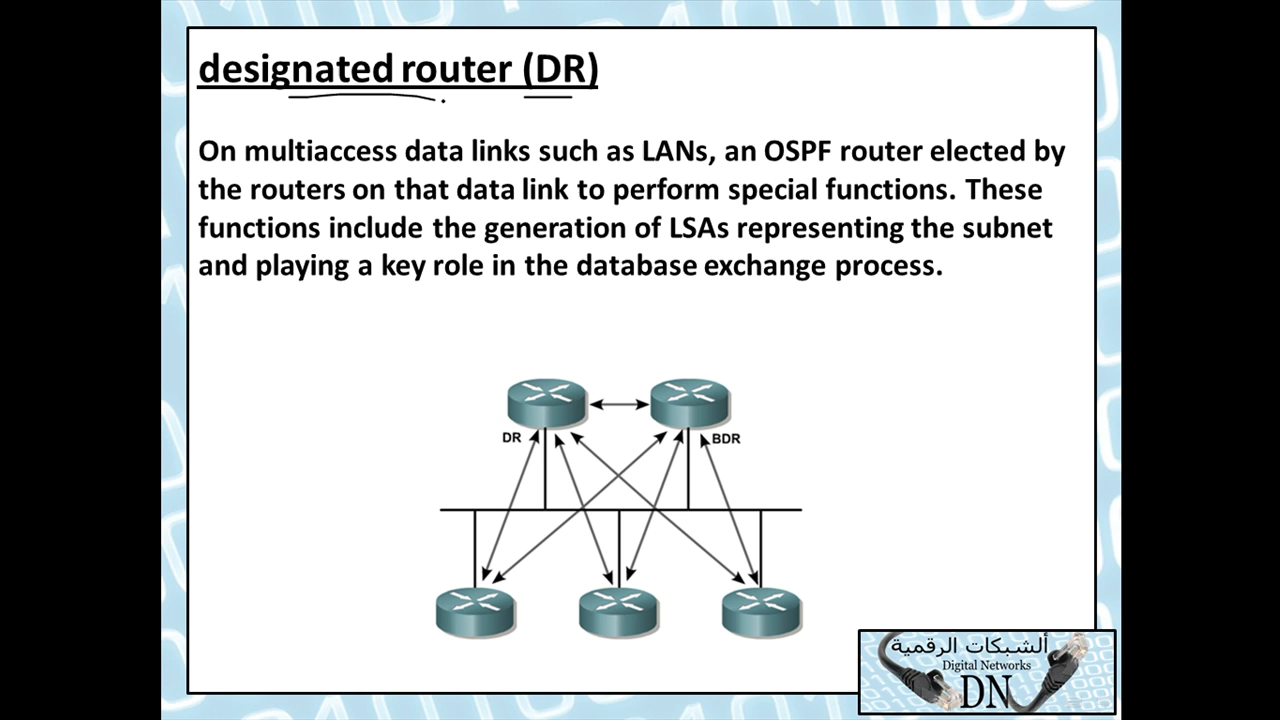 designated router (DR)
On multiaccess data links such as LANs, an OSPF router elected by
the routers on that data link to perform special functions. These
functions include the generation of LSAs representing the subnet
and playing a key role in the database exchange process.
DR
BDR
ألشبكات الرقمية
Digital Networks
DN